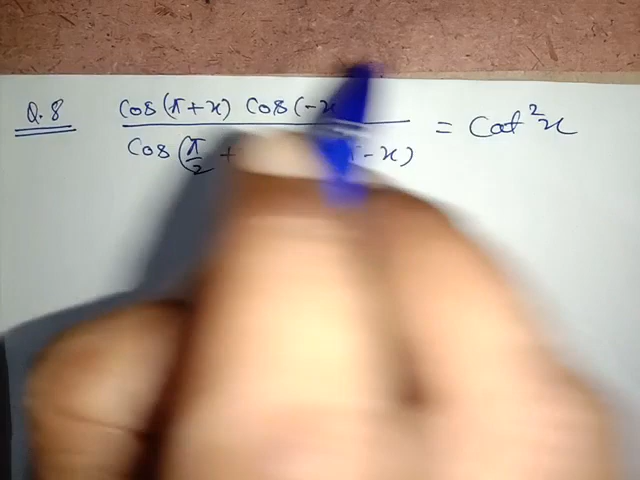 Q.8 cos(π+x) cos(-x
cos(π/2 + - x) = cot²x